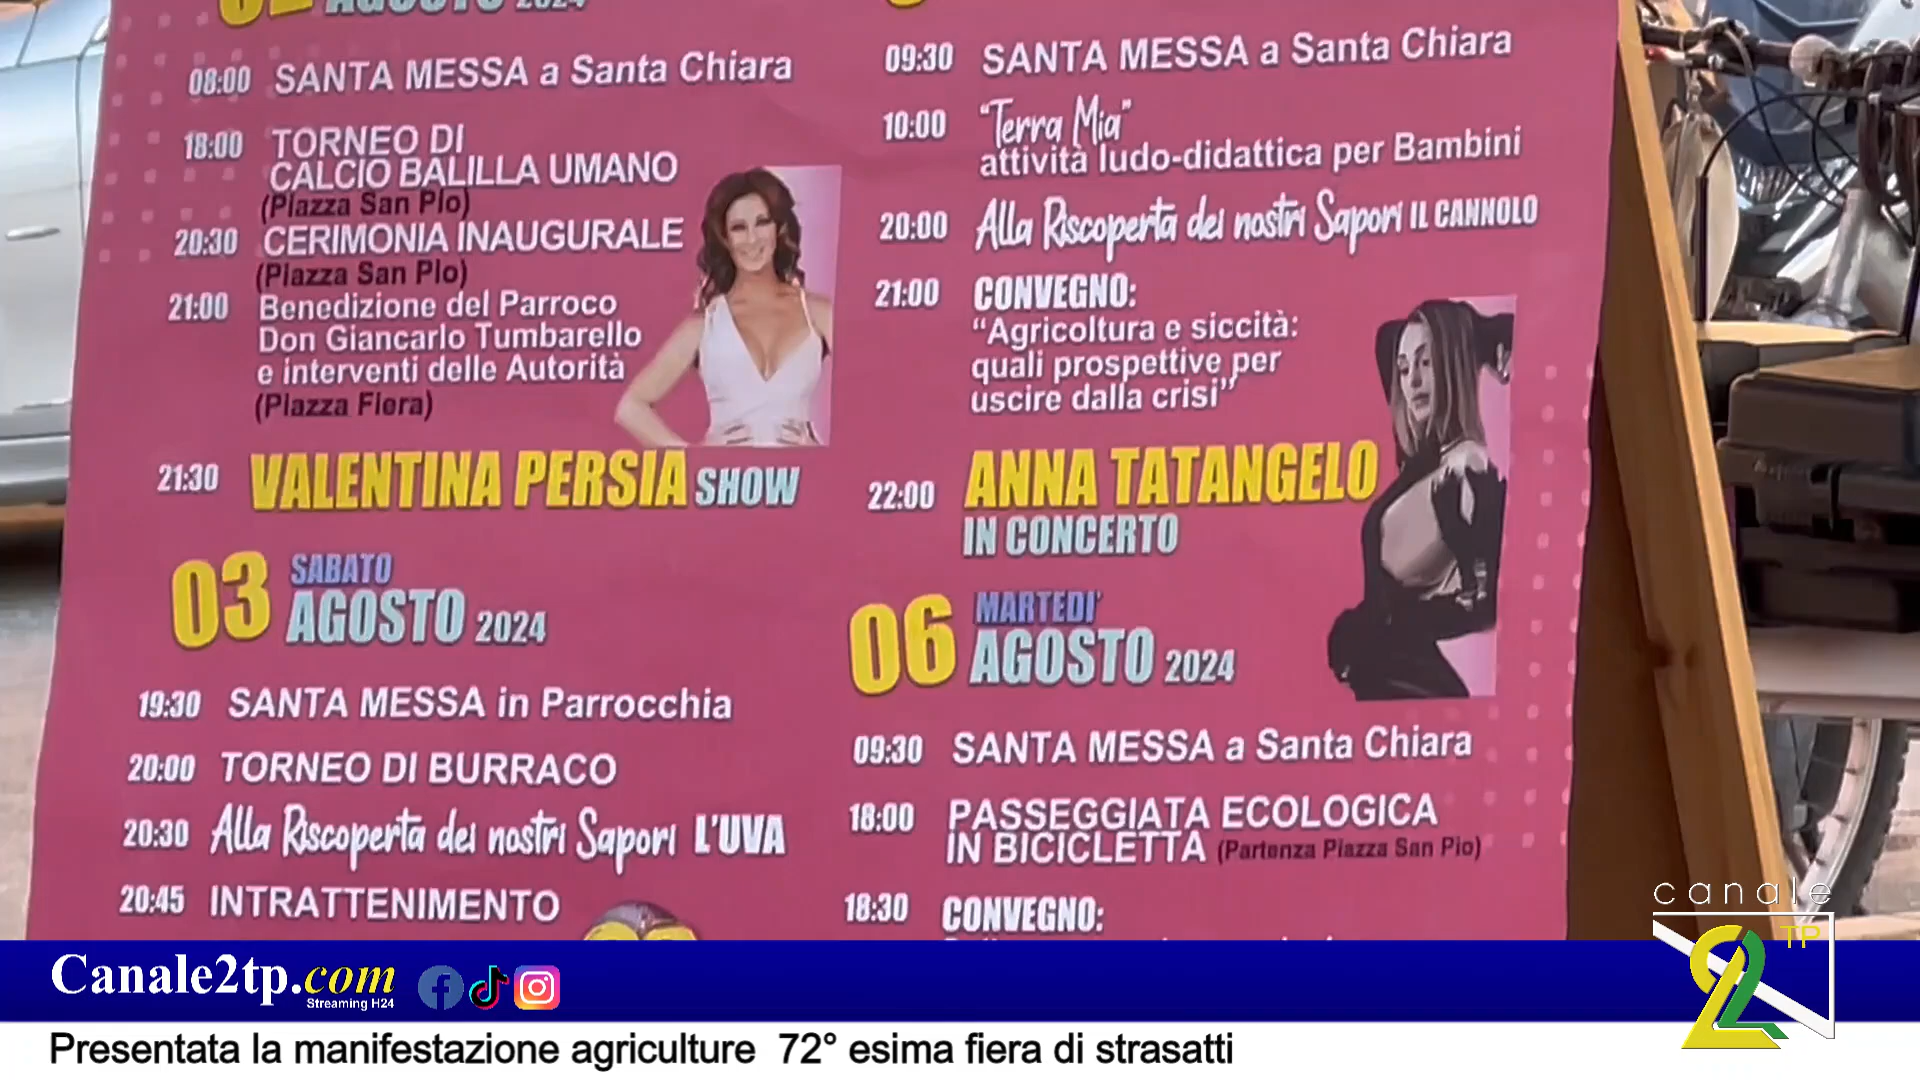 02 AGOSTO 2024
08:00 SANTA MESSA a Santa Chiara
18:00 TORNEO DI
CALCIO BALILLA UMANO
(Piazza San Pio)
20:30 CERIMONIA INAUGURALE
(Piazza San Pio)
21:00 Benedizione del Parroco
Don Giancarlo Tumbarello
e interventi delle Autorità
(Piazza Fiera)
21:30 VALENTINA PERSIA SHOW
03 SABATO
AGOSTO 2024
19:30 SANTA MESSA in Parrocchia
20:00 TORNEO DI BURRACO
20:30 Alla Riscoperta dei nostri Sapori L'UVA
20:45 INTRATTENIMENTO
09:30 SANTA MESSA a Santa Chiara
10:00 "Terra Mia"
attività ludo-didattica per Bambini
20:00 Alla Riscoperta dei nostri Sapori IL CANNOLO
21:00 CONVEGNO:
"Agricoltura e siccità:
quali prospettive per
uscire dalla crisi"
22:00 ANNA TATANGELO
IN CONCERTO
06 MARTEDI'
AGOSTO 2024
09:30 SANTA MESSA a Santa Chiara
18:00 PASSEGGIATA ECOLOGICA
IN BICICLETTA (Partenza Piazza San Pio)
18:30 CONVEGNO:
canale
2 TP
Canale2tp.com
Streaming H24
Presentata la manifestazione agriculture 72° esima fiera di strasatti